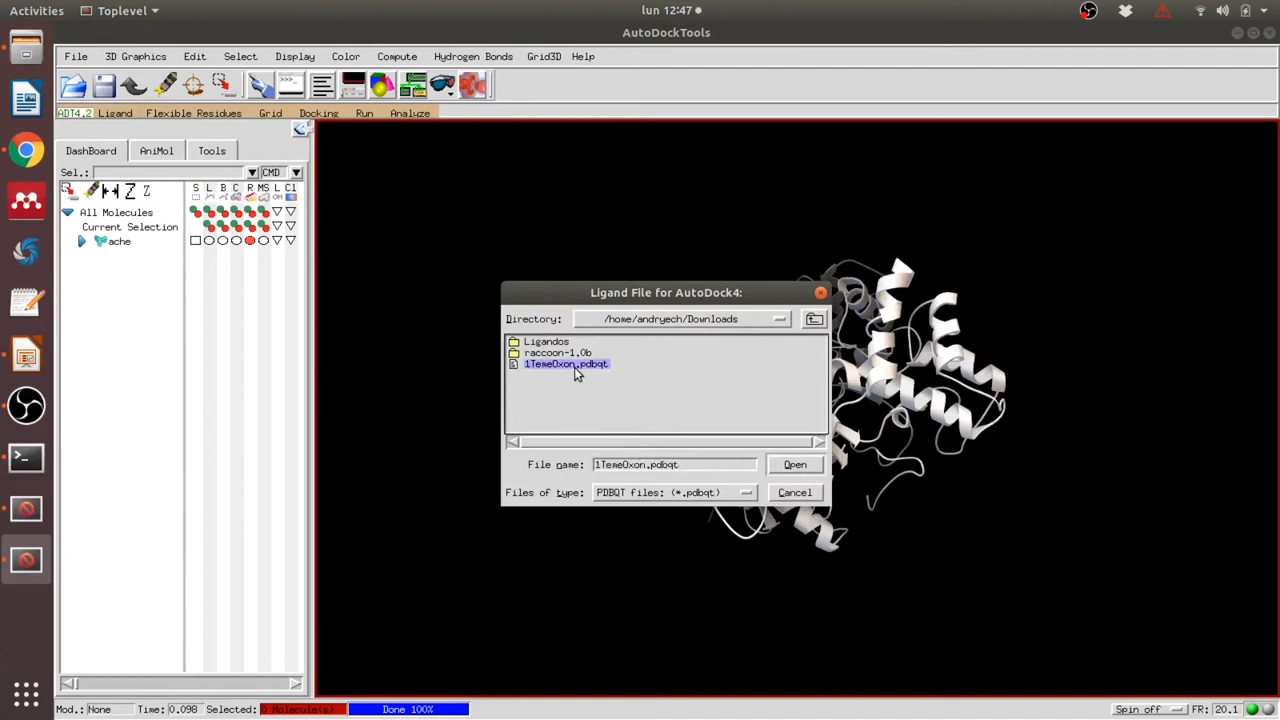 Activities Toplevel lun 12:47
AutoDockTools
File 3D Graphics Edit Select Display Color Compute Hydrogen Bonds Grid3D Help
ADT4.2 Ligand Flexible Residues Grid Docking Run Analyze
DashBoard AniMol Tools
Sel.: CMD
S L B C R MS L Cl
All Molecules
Current Selection
ache
Ligand File for AutoDock4:
Directory: /home/andryech/Downloads
Ligandos
raccoon-1.0b
1TemeOxon.pdbqt
File name: 1TemeOxon.pdbqt Open
Files of type: PDBQT files: (*.pdbqt) Cancel
Mod.: None Time: 0.098 Selected: 0 Molecule(s) Done 100% Spin off FR: 20.1